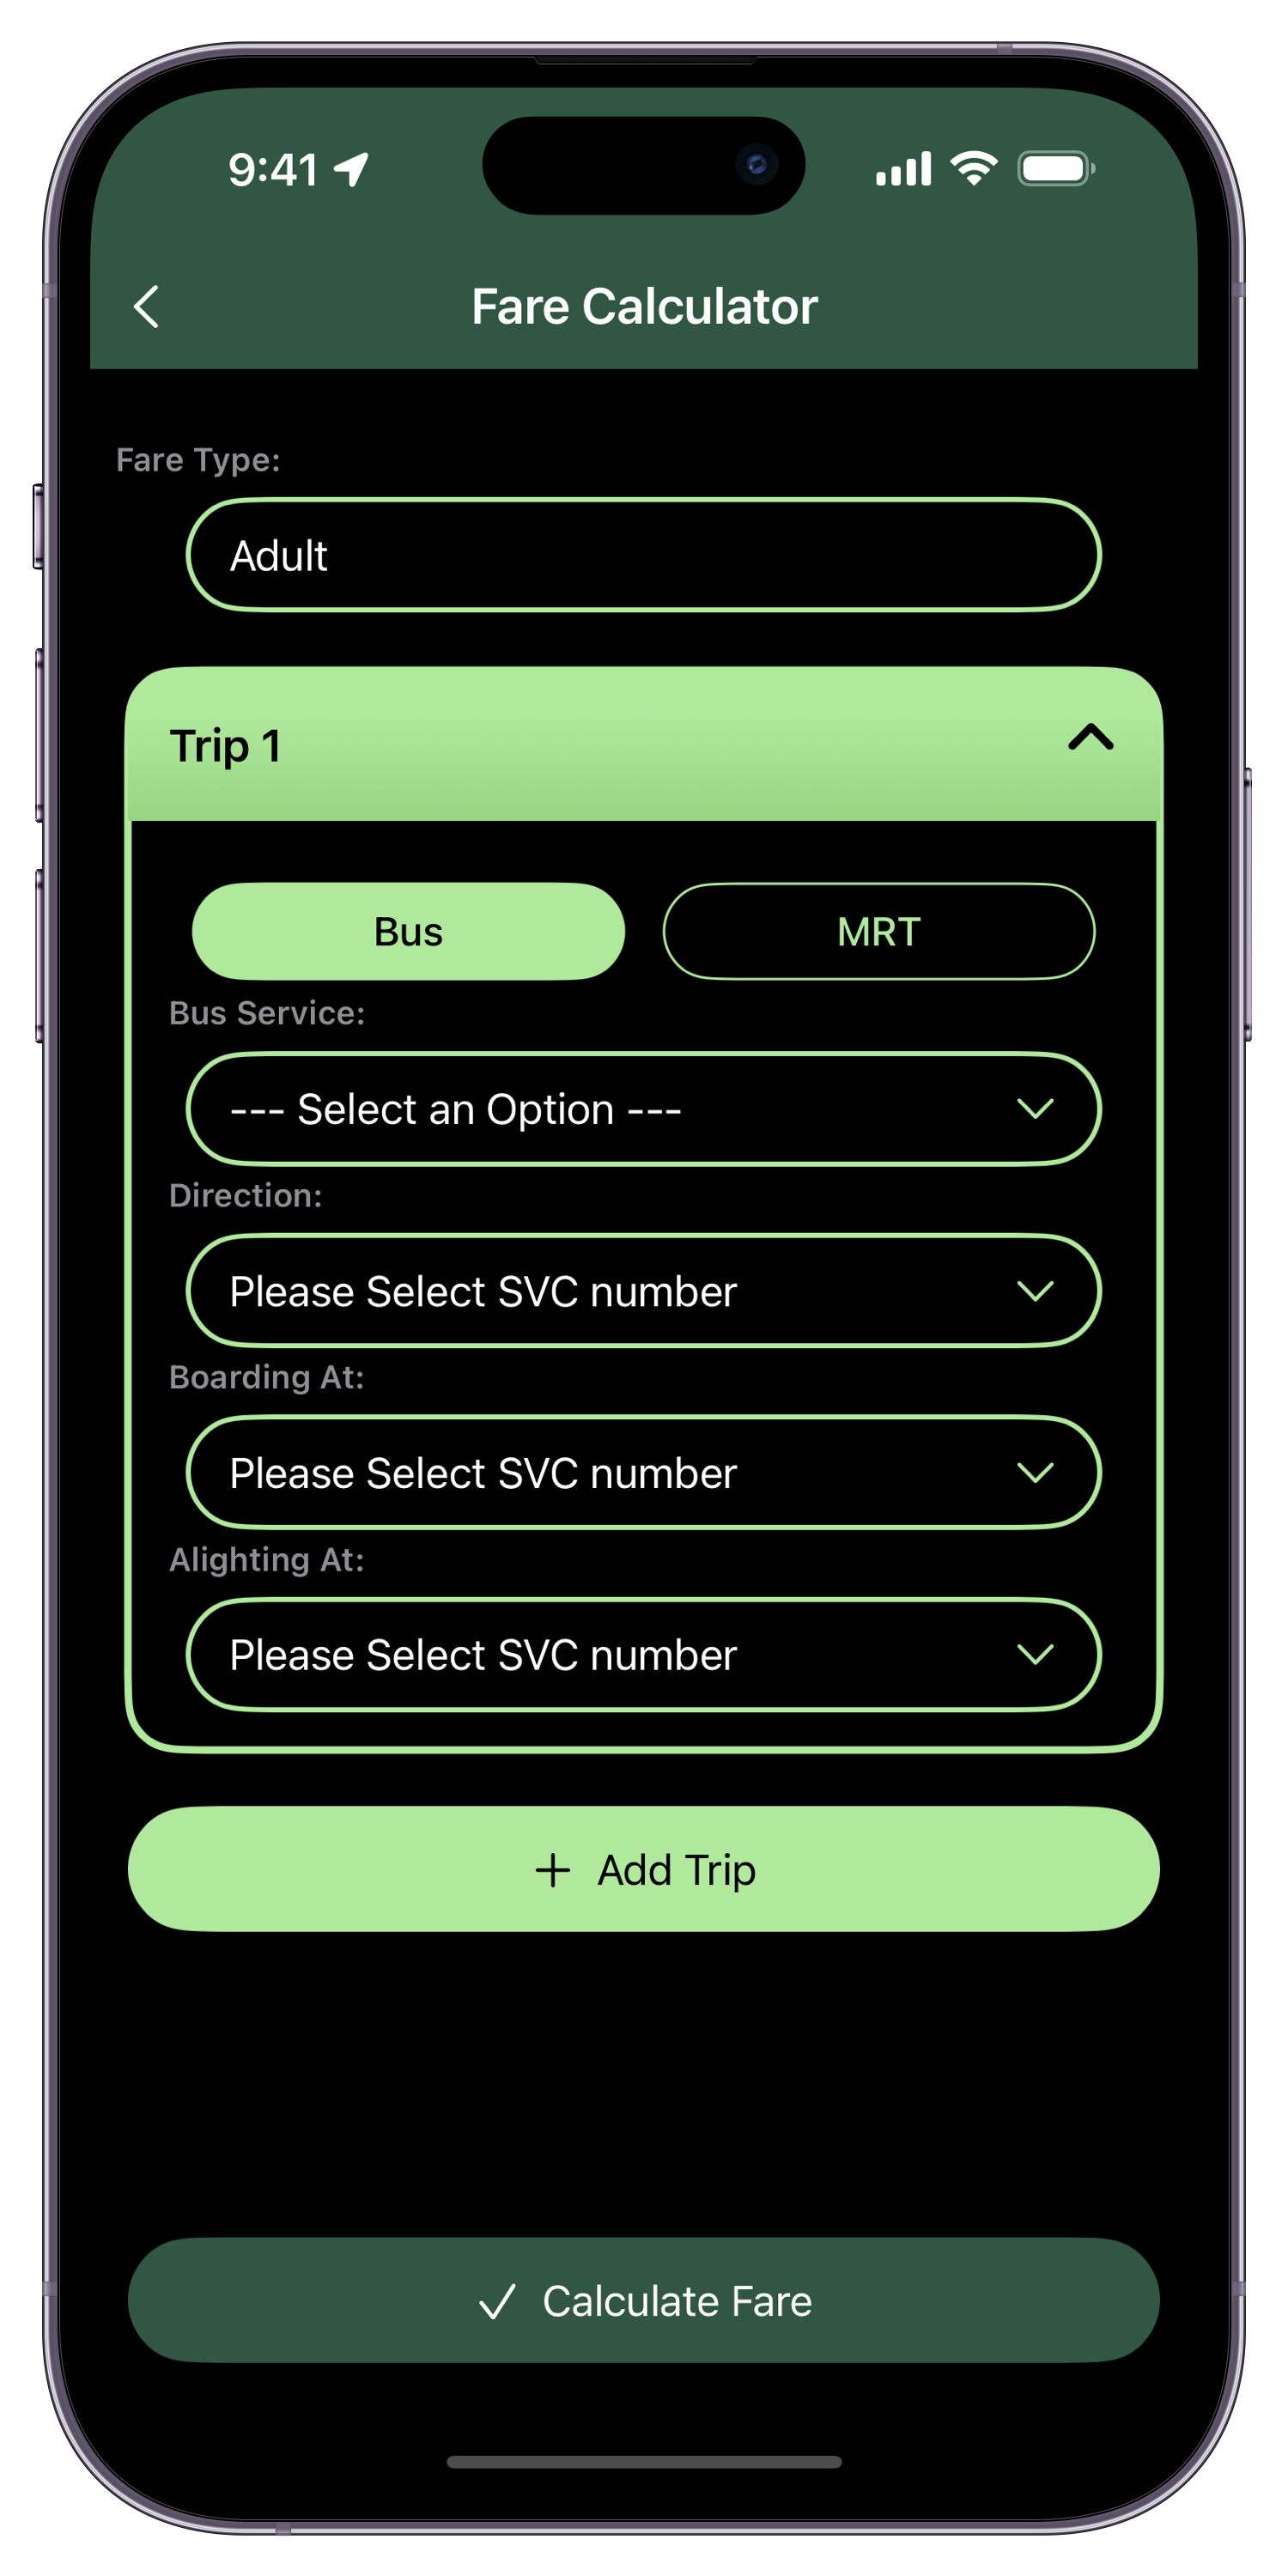 9:41
Fare Calculator
Fare Type:
Adult
Trip 1
Bus
MRT
Bus Service:
--- Select an Option ---
Direction:
Please Select SVC number
Boarding At:
Please Select SVC number
Alighting At:
Please Select SVC number
Add Trip
Calculate Fare